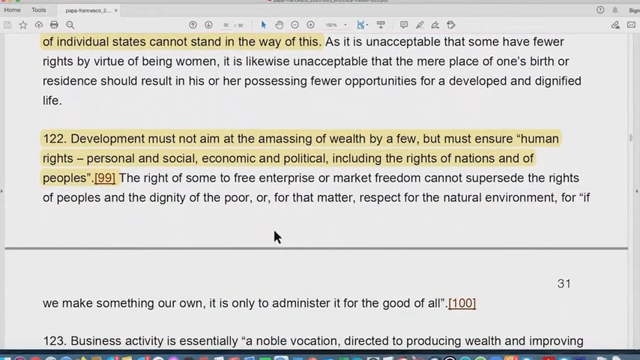 Home Tools papa-francesco_2... ×
of individual states cannot stand in the way of this. As it is unacceptable that some have fewer
rights by virtue of being women, it is likewise unacceptable that the mere place of one’s birth or
residence should result in his or her possessing fewer opportunities for a developed and dignified
life.
122. Development must not aim at the amassing of wealth by a few, but must ensure “human
rights – personal and social, economic and political, including the rights of nations and of
peoples”.[99] The right of some to free enterprise or market freedom cannot supersede the rights
of peoples and the dignity of the poor, or, for that matter, respect for the natural environment, for “if
31
we make something our own, it is only to administer it for the good of all”.[100]
123. Business activity is essentially “a noble vocation, directed to producing wealth and improving